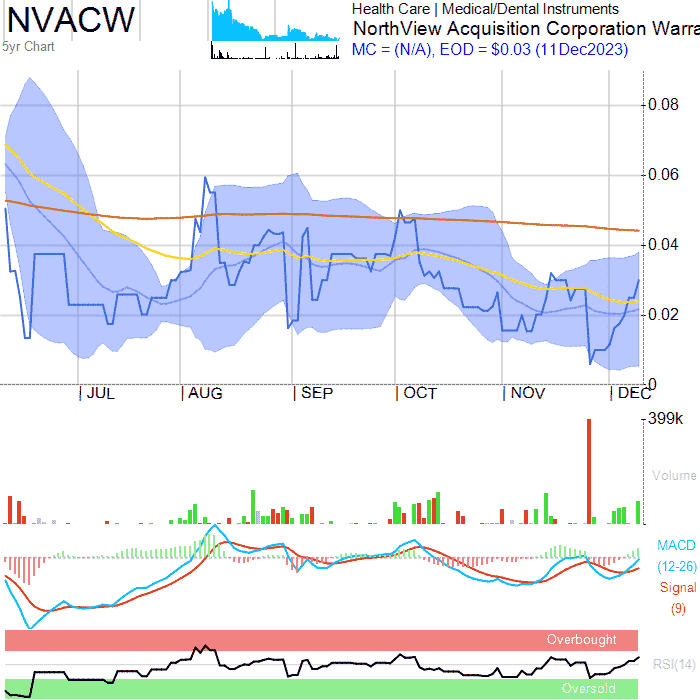 NVACW
5yr Chart
Health Care | Medical/Dental Instruments
NorthView Acquisition Corporation Warra
MC = (N/A), EOD = $0.03 (11Dec2023)
0.08
0.06
0.04
0.02
0
JUL
AUG
SEP
OCT
NOV
DEC
399k
Volume
MACD
(12-26)
Signal
(9)
Overbought
RSI(14)
Oversold